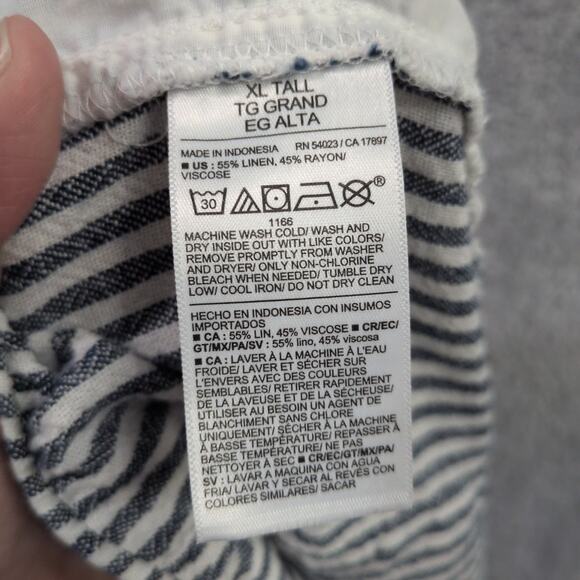 XL TALL
TG GRAND
EG ALTA
MADE IN INDONESIA RN 54023 / CA 17897
■ US : 55% LINEN, 45% RAYON/
VISCOSE
30
®
1166
MACHINE WASH COLD/ WASH AND
DRY INSIDE OUT WITH LIKE COLORS/
REMOVE PROMPTLY FROM WASHER
AND DRYER/ ONLY NON-CHLORINE
BLEACH WHEN NEEDED/ TUMBLE DRY
LOW/ COOL IRON/ DO NOT DRY CLEAN
HECHO EN INDONESIA CON INSUMOS
IMPORTADOS
■ CA : 55% LIN, 45% VISCOSE ■ CR/EC/
GT/MX/PA/SV : 55% lino, 45% viscosa
■ CA : LAVER À LA MACHINE À L'EAU
FROIDE/ LAVER ET SÉCHER SUR
L'ENVERS AVEC DES COULEURS
SEMBLABLES/ RETIRER RAPIDEMENT
DE LA LAVEUSE ET DE LA SÉCHEUSE/
UTILISER AU BESOIN UN AGENT DE
BLANCHIMENT SANS CHLORE
UNIQUEMENT/ SÉCHER PAR CULBUTAGE
À BASSE TEMPÉRATURE/ REPASSER À
BASSE TEMPÉRATURE/ NE PAS
NETTOYER À SEC ■ CR/EC/GT/MX/PA/
SV : LAVAR A MAQUINA CON AGUA
FRIA/ LAVAR Y SECAR AL REVÉS CON
COLORES SIMILARES/ SACAR